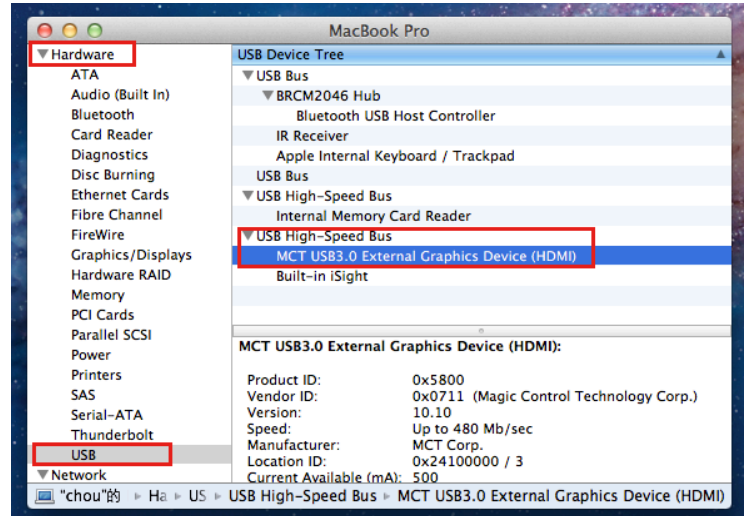 MacBook Pro
Hardware
ATA
Audio (Built In)
Bluetooth
Card Reader
Diagnostics
Disc Burning
Ethernet Cards
Fibre Channel
FireWire
Graphics/Displays
Hardware RAID
Memory
PCI Cards
Parallel SCSI
Power
Printers
SAS
Serial-ATA
Thunderbolt
USB
Network
USB Device Tree
USB Bus
BRCM2046 Hub
Bluetooth USB Host Controller
IR Receiver
Apple Internal Keyboard / Trackpad
USB Bus
USB High-Speed Bus
Internal Memory Card Reader
USB High-Speed Bus
MCT USB3.0 External Graphics Device (HDMI)
Built-in iSight
MCT USB3.0 External Graphics Device (HDMI):
Product ID: 0x5800
Vendor ID: 0x0711 (Magic Control Technology Corp.)
Version: 10.10
Speed: Up to 480 Mb/sec
Manufacturer: MCT Corp.
Location ID: 0x24100000 / 3
Current Available (mA): 500
"chou"的 ▸ Ha ▸ US ▸ USB High-Speed Bus ▸ MCT USB3.0 External Graphics Device (HDMI)